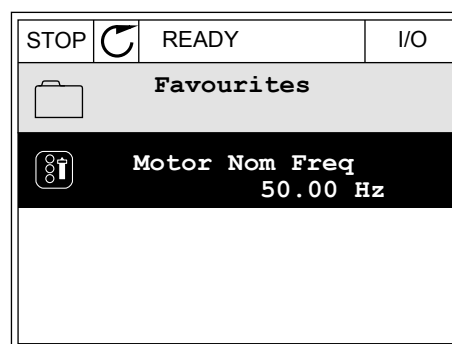 STOP READY I/O
Favourites
Motor Nom Freq
50.00 Hz